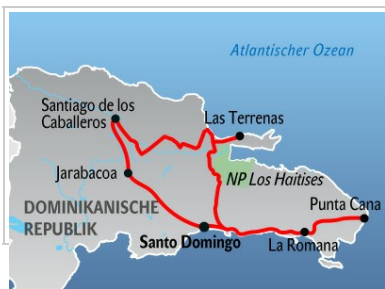 Atlantischer Ozean
Santiago de los
Caballeros
Las Terrenas
Jarabacoa
NP Los Haitises
DOMINIKANISCHE
REPUBLIK
Punta Cana
Santo Domingo
La Romana